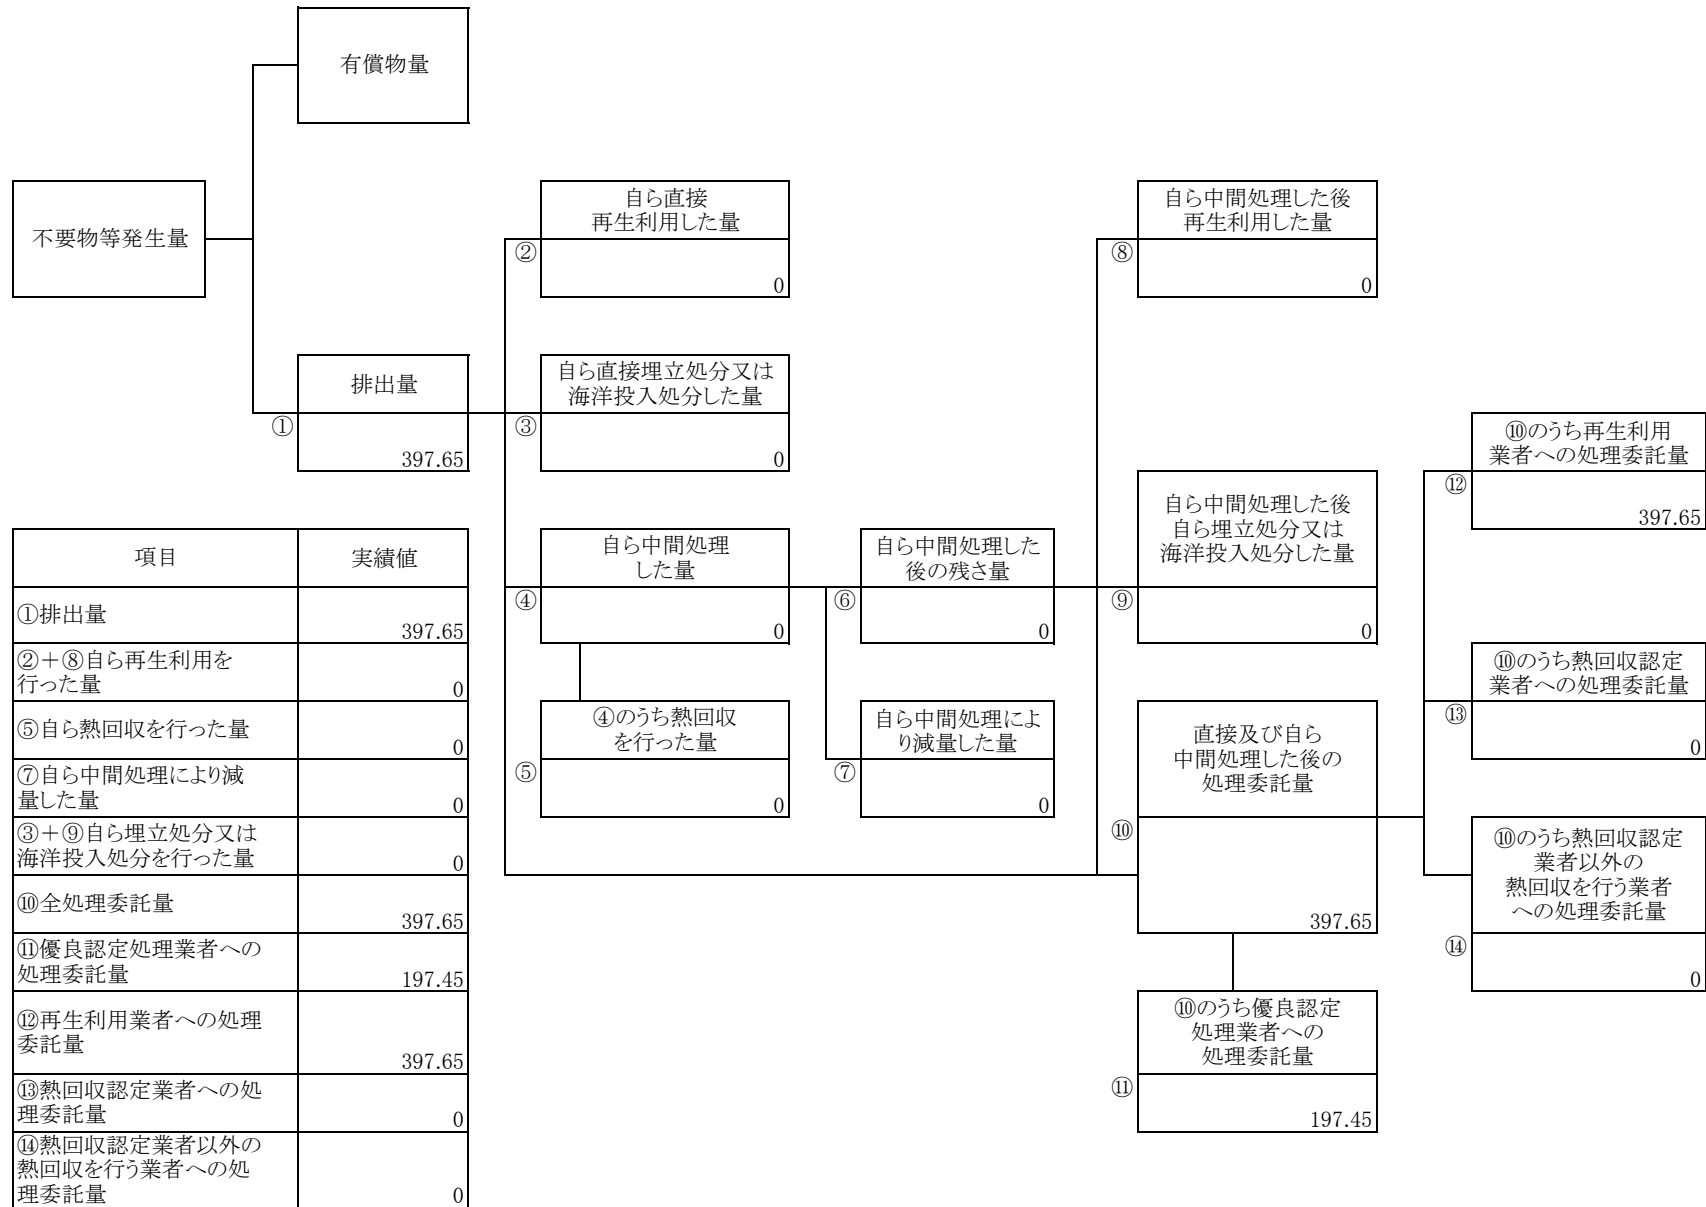 有償物量
不要物等発生量
自ら直接
再生利用した量
②
0
自ら中間処理した後
再生利用した量
⑧
0
排出量
①
397.65
自ら直接埋立処分又は
海洋投入処分した量
③
0
⑩のうち再生利用
業者への処理委託量
⑫
397.65
自ら中間処理
した量
④
0
自ら中間処理した
後の残さ量
⑥
0
自ら中間処理した後
自ら埋立処分又は
海洋投入処分した量
⑨
0
⑩のうち熱回収認定
業者への処理委託量
⑬
0
④のうち熱回収
を行った量
⑤
0
自ら中間処理によ
り減量した量
⑦
0
直接及び自ら
中間処理した後の
処理委託量
⑩
397.65
⑩のうち熱回収認定
業者以外の
熱回収を行う業者
への処理委託量
⑭
0
⑩のうち優良認定
処理業者への
処理委託量
⑪
197.45
項目 実績値
①排出量
397.65
②＋⑧自ら再生利用を
行った量
0
⑤自ら熱回収を行った量
0
⑦自ら中間処理により減
量した量
0
③＋⑨自ら埋立処分又は
海洋投入処分を行った量
0
⑩全処理委託量
397.65
⑪優良認定処理業者への
処理委託量
197.45
⑫再生利用業者への処理
委託量
397.65
⑬熱回収認定業者への処
理委託量
0
⑭熱回収認定業者以外の
熱回収を行う業者への処
理委託量
0